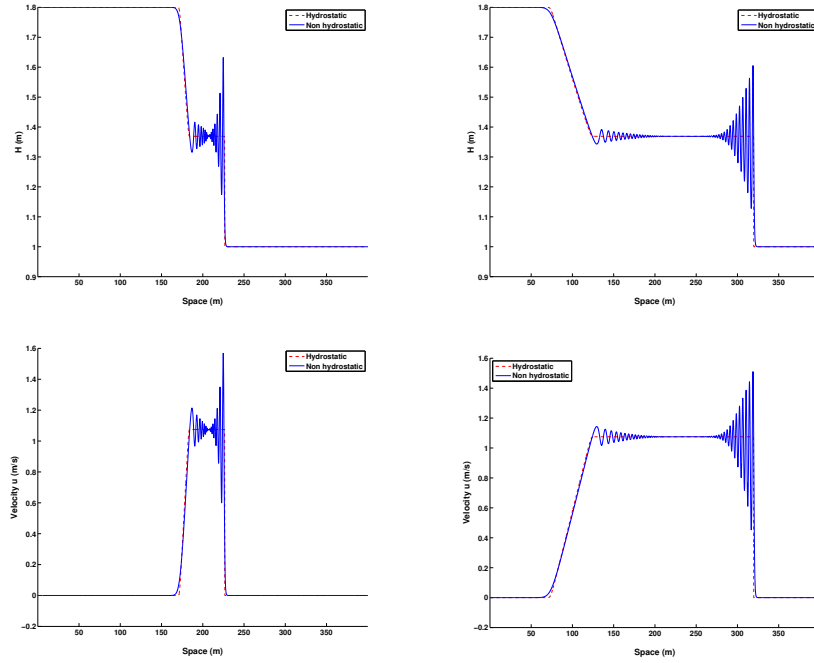 1.8
1.7
1.6
1.5
1.4
1.3
1.2
1.1
1
0.9
H (m)
50 100 150 200 250 300 350
Space (m)
Hydrostatic
Non hydrostatic
1.8
1.7
1.6
1.5
1.4
1.3
1.2
1.1
1
0.9
H (m)
50 100 150 200 250 300 350
Space (m)
Hydrostatic
Non hydrostatic
1.6
1.4
1.2
1
0.8
0.6
0.4
0.2
0
−0.2
Velocity u (m/s)
50 100 150 200 250 300 350
Space (m)
Hydrostatic
Non hydrostatic
1.6
1.4
1.2
1
0.8
0.6
0.4
0.2
0
−0.2
Velocity u (m/s)
50 100 150 200 250 300 350
Space (m)
Hydrostatic
Non hydrostatic